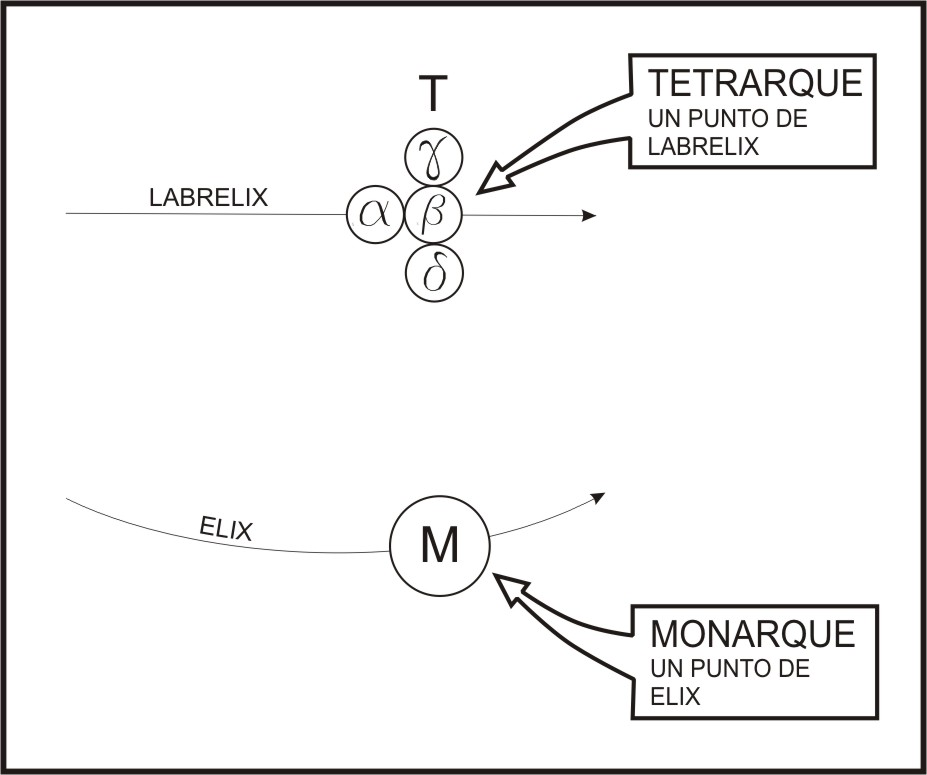 T
TETRARQUE
UN PUNTO DE
LABRELIX
γ
LABRELIX
α β
δ
ELIX
M
MONARQUE
UN PUNTO DE
ELIX